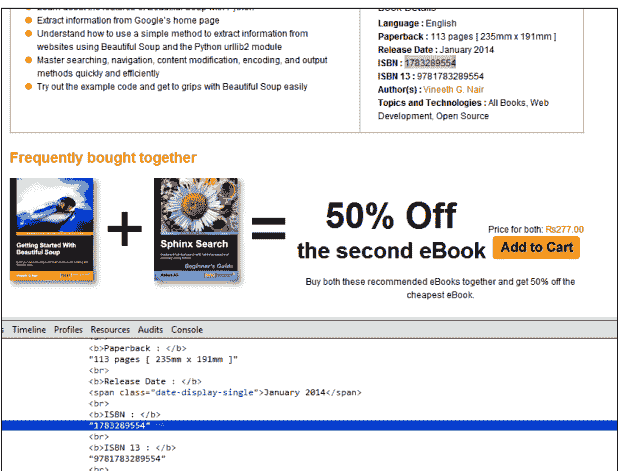 Extract information from Google's home page
Understand how to use a simple method to extract information from
websites using Beautiful Soup and the Python urllib2 module
Master searching, navigation, content modification, encoding, and output
methods quickly and efficiently
Try out the example code and get to grips with Beautiful Soup easily
Book Details
Language : English
Paperback : 113 pages [ 235mm x 191mm ]
Release Date : January 2014
ISBN : 1783289554
ISBN 13 : 9781783289554
Author(s) : Vineeth G. Nair
Topics and Technologies : All Books, Web
Development, Open Source
Frequently bought together
Getting Started With
Beautiful Soup
+
Sphinx Search
Beginner's Guide
=
50% Off
the second eBook
Price for both: Rs277.00
Add to Cart
Buy both these recommended eBooks together and get 50% off the
cheapest eBook.
s Timeline Profiles Resources Audits Console
<b>Paperback : </b>
"113 pages [ 235mm x 191mm ]"
<br>
<b>Release Date : </b>
<span class="date-display-single">January 2014</span>
<br>
<b>ISBN : </b>
"1783289554"
<br>
<b>ISBN 13 : </b>
"9781783289554"
<br>